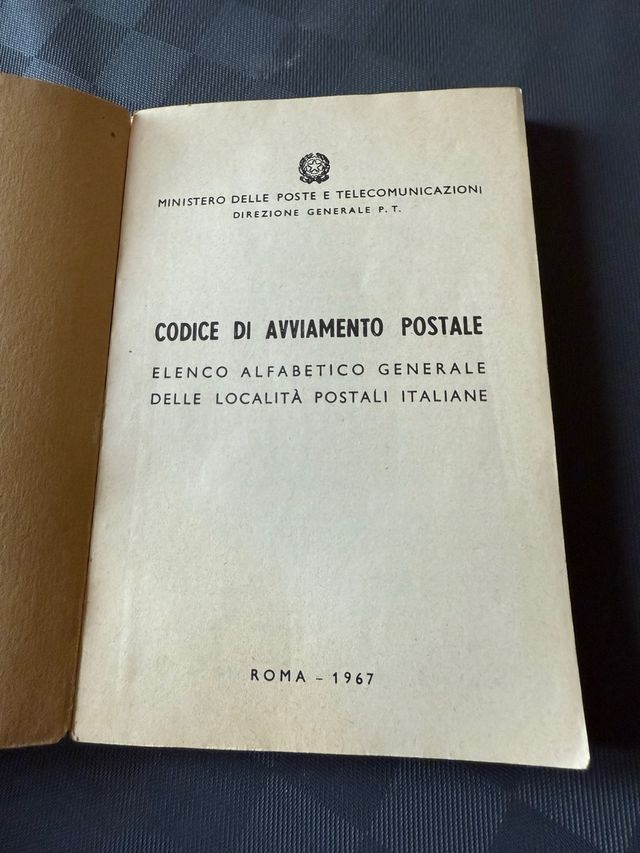 MINISTERO DELLE POSTE E TELECOMUNICAZIONI
DIREZIONE GENERALE P. T.
CODICE DI AVVIAMENTO POSTALE
ELENCO ALFABETICO GENERALE
DELLE LOCALITÀ POSTALI ITALIANE
ROMA – 1967